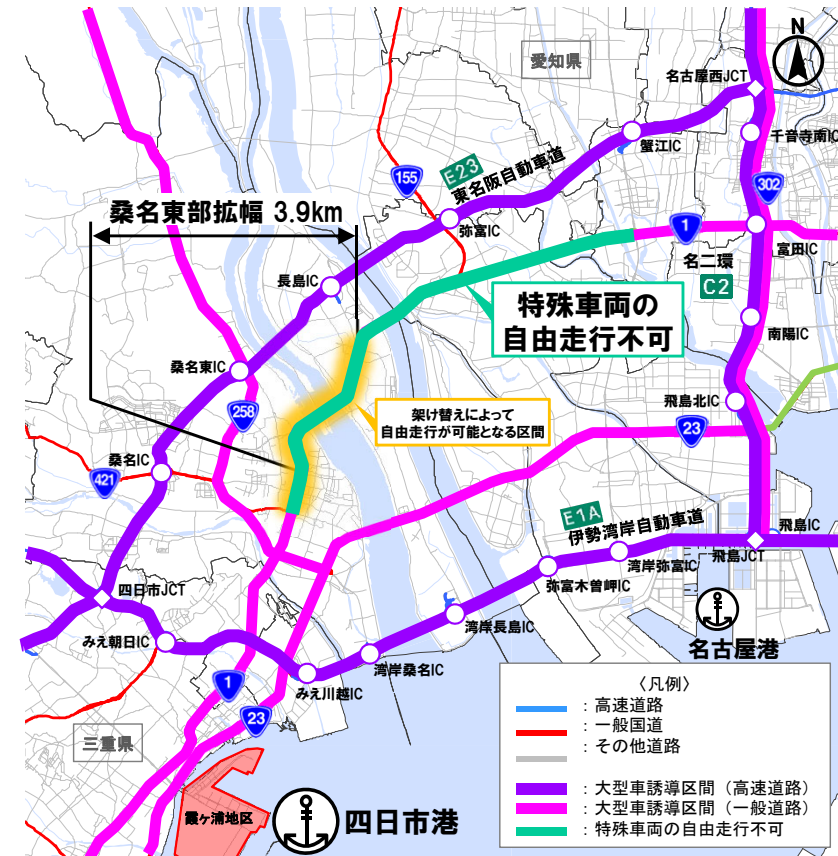 N
愛知県
名古屋西JCT
千音寺南IC
蟹江IC
E23
東名阪自動車道
155
302
桑名東部拡幅 3.9km
弥富IC
1
富田IC
名二環
C2
長島IC
特殊車両の
自由走行不可
南陽IC
桑名東IC
飛島北IC
258
架け替えによって
自由走行が可能となる区間
23
桑名IC
421
E1A
伊勢湾岸自動車道
飛島IC
飛島JCT
湾岸弥富IC
弥富木曽岬IC
四日市JCT
湾岸長島IC
名古屋港
みえ朝日IC
湾岸桑名IC
みえ川越IC
1
23
三重県
霞ヶ浦地区
四日市港
〈凡例〉
：高速道路
：一般国道
：その他道路
：大型車誘導区間（高速道路）
：大型車誘導区間（一般道路）
：特殊車両の自由走行不可